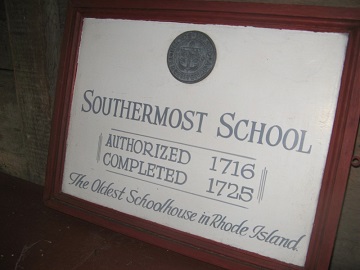 SOUTHERMOST SCHOOL
AUTHORIZED 1716
COMPLETED 1725
The Oldest Schoolhouse in Rhode Island.